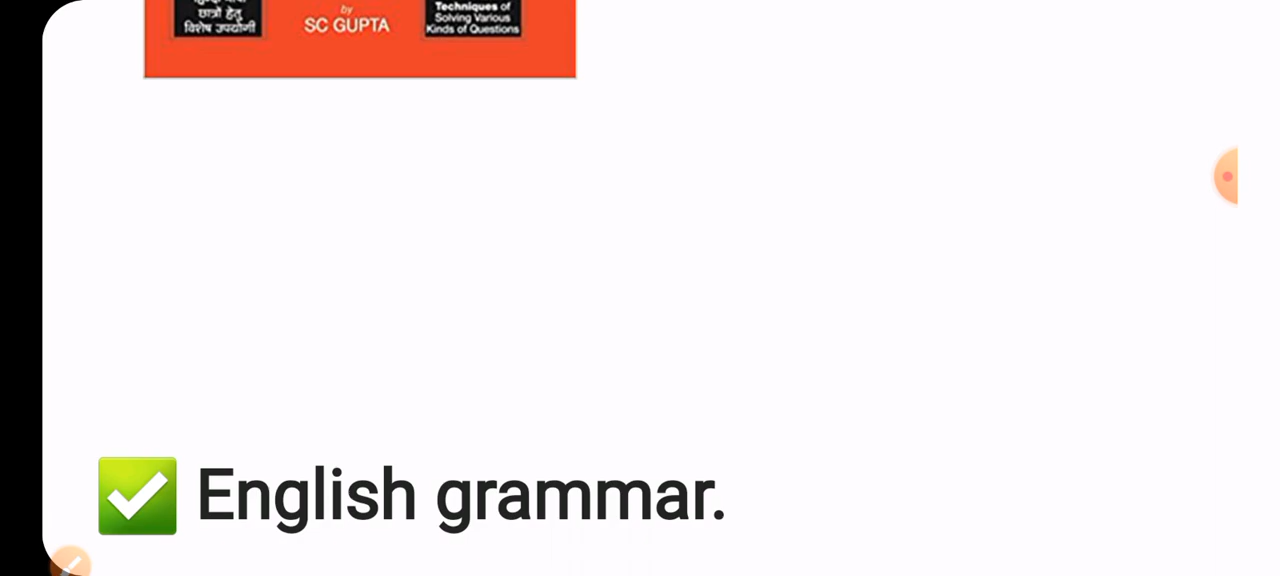 छात्रों हेतु
विशेष उपयोगी
by
SC GUPTA
Techniques of
Solving Various
Kinds of Questions
✅ English grammar.